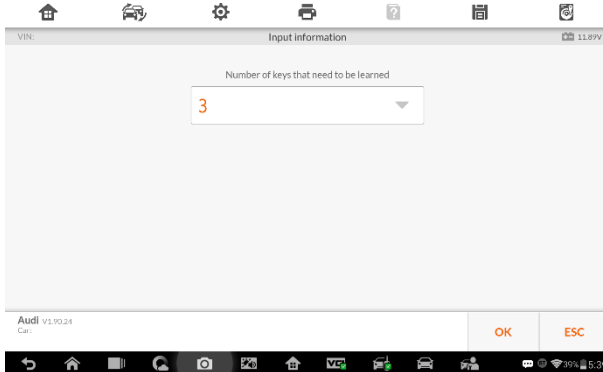 VIN:
Input information
11.89V
Number of keys that need to be learned
3
Audi V1.90.24
Car:
OK
ESC
39%